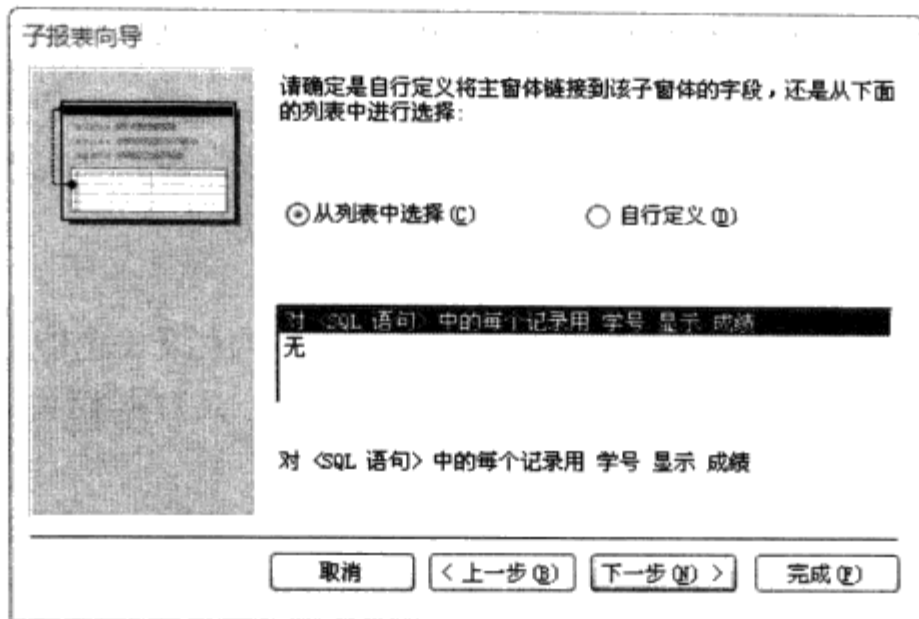 子报表向导
请确定是自行定义将主窗体链接到该子窗体的字段，还是从下面
的列表中进行选择：
从列表中选择(C)
自行定义(D)
对 <SQL 语句> 中的每个记录用 学号 显示 成绩
无
对 <SQL 语句> 中的每个记录用 学号 显示 成绩
取消
< 上一步(B)
下一步(N) >
完成(F)